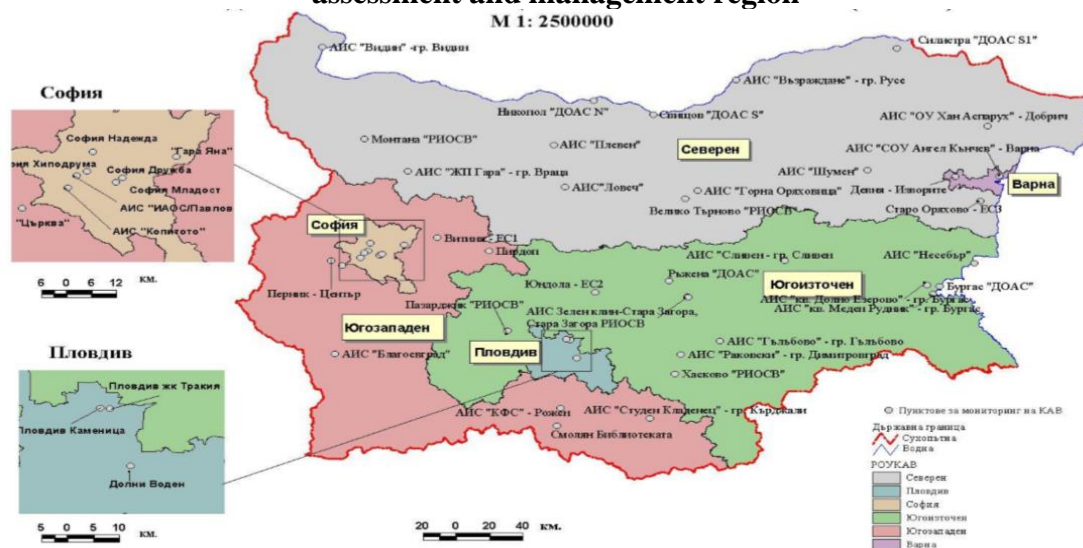 assessment and management region
М 1: 2500000
АИС "Видин" -гр. Видин
Силистра "ДОАС S1"
АИС "Възраждане" - гр. Русе
Никопол "ДОАС N"
Свищов "ДОАС S"
АИС "ОУ Хан Аспарух" - Добрич
Монтана "РИОСВ"
АИС "Плевен"
Северен
АИС "СОУ Ангел Кънчев" - Варна
АИС "ЖП Гара" - гр. Враца
АИС "Шумен"
АИС "Ловеч"
АИС "Горна Оряховица"
Девня - Изворите
Варна
Велико Търново "РИОСВ"
Старо Оряхово - ЕС3
София
Витиня - ЕС1
Пирдоп
АИС "Сливен - гр. Сливен
АИС "Несебър"
Ръжена "ДОАС"
Перник - Център
Юндола - ЕС2
Югоизточен
Бургас "ДОАС"
Пазарджик "РИОСВ"
АИС "кв. Долно Езерово" - гр. Бургас
АИС "кв. Меден Рудник" - гр. Бургас
АИС Зелен клин-Стара Загора,
Стара Загора РИОСВ
Югозападен
Пловдив
АИС "Гълъбово" - гр. Гълъбово
АИС "Благоевград"
АИС "Раковски" - гр. Димитровград
Хасково "РИОСВ"
АИС "КФС" - Рожен
АИС "Студен Кладенец" - гр. Кърджали
Смолян Библиотеката
20 0 20 40 км.
София
София Надежда
"Гара Яна"
София Дружба
Хиподрума
София Младост
АИС "ИАОС/Павлов
"Църква"
АИС "Копитото"
6 0 6 12 км.
Пловдив
Пловдив жк Тракия
Пловдив Каменица
Долни Воден
5 0 5 10 км.
Пунктове за мониторинг на КАВ
Държавна граница
Сухопътна
Водна
РОУКАВ
Северен
Пловдив
София
Югоизточен
Югозападен
Варна